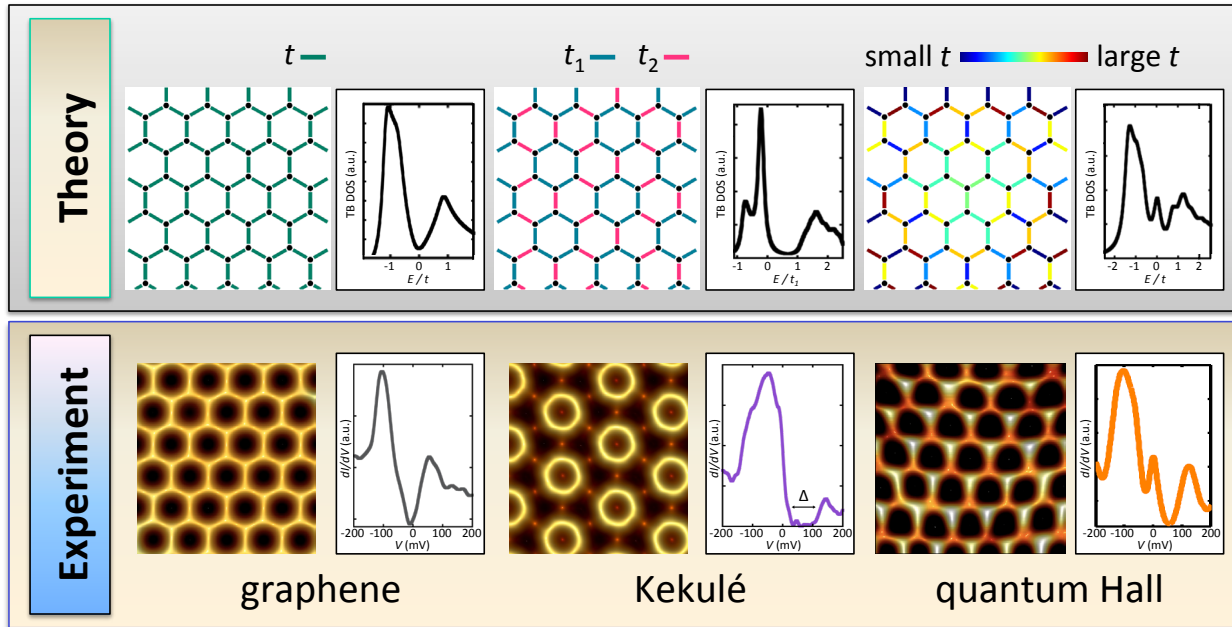 Theory
t
t1 t2
small t large t
TB DOS (a.u.)
-1 0 1
E / t
TB DOS (a.u.)
-1 0 1 2
E / t1
TB DOS (a.u.)
-2 -1 0 1 2
E / t
Experiment
dI/dV (a.u.)
-200 -100 0 100 200
V (mV)
dI/dV (a.u.)
Δ
-200 -100 0 100 200
V (mV)
dI/dV (a.u.)
-200 -100 0 100 200
V (mV)
graphene
Kekulé
quantum Hall